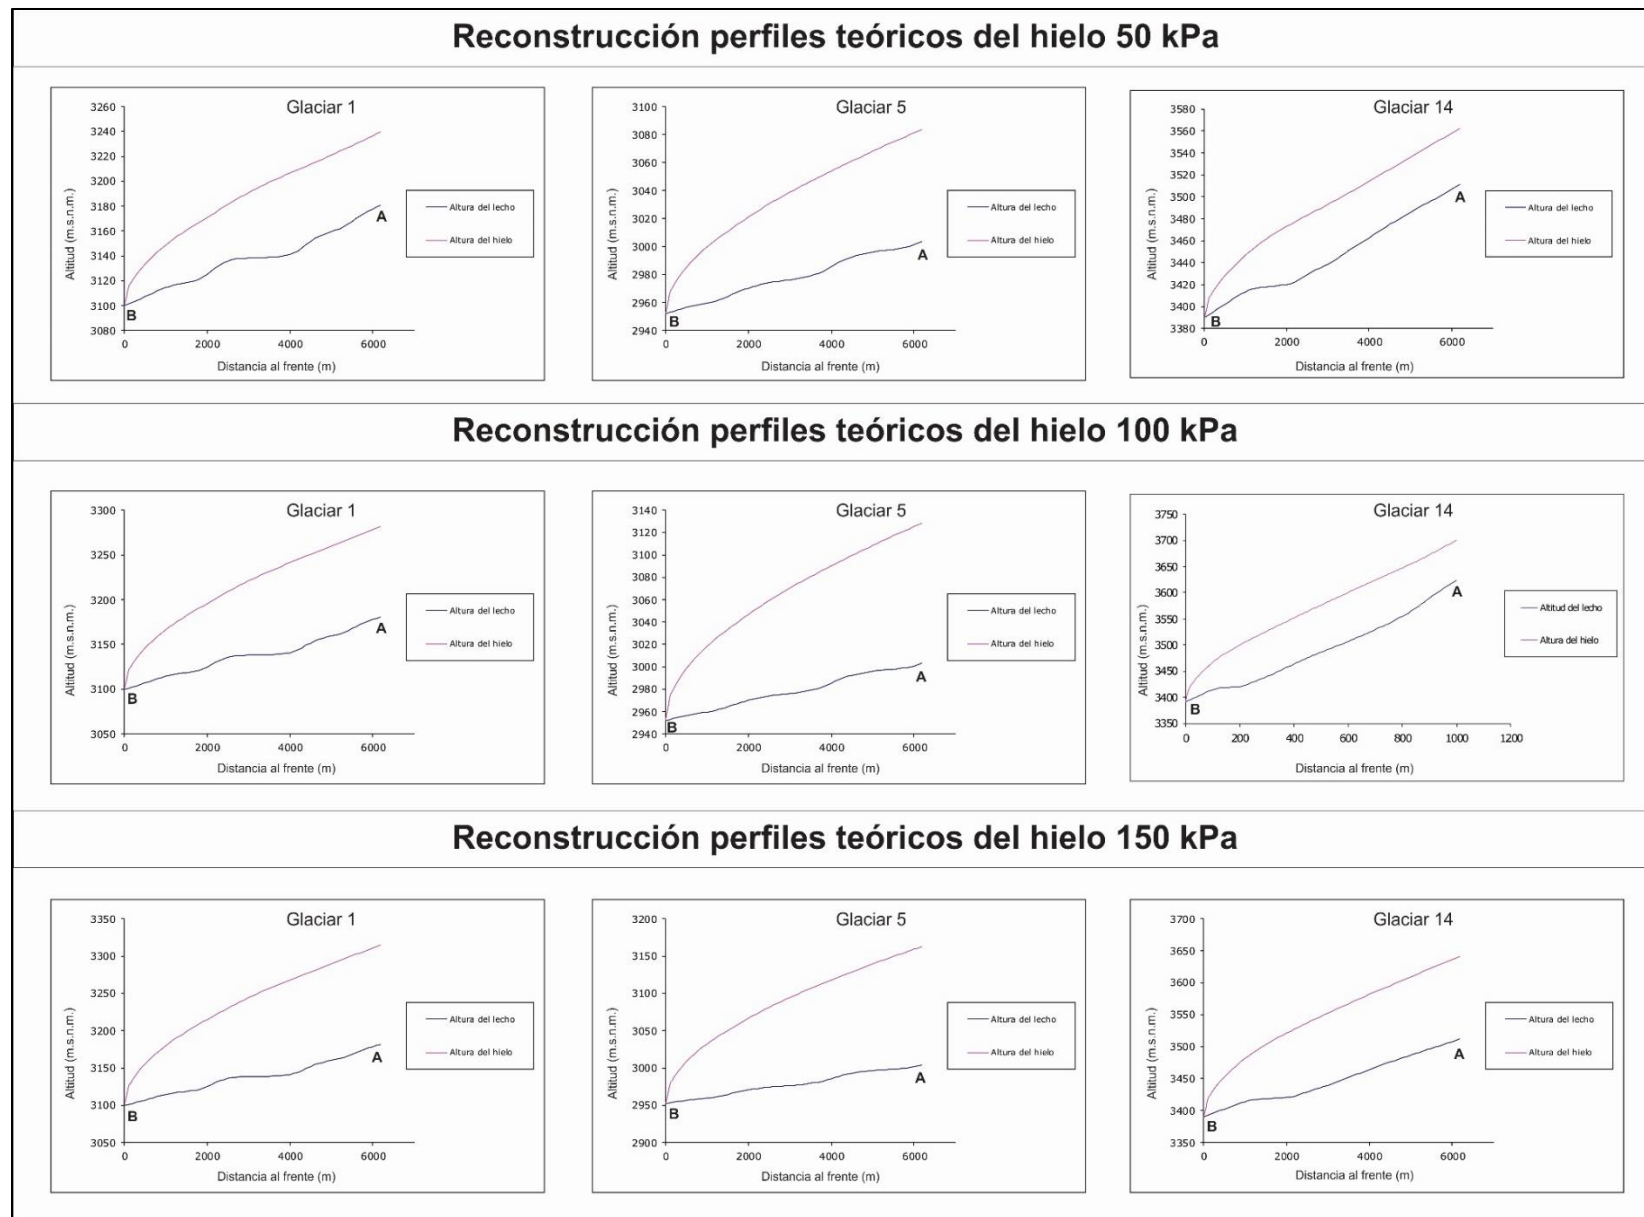 Reconstrucción perfiles teóricos del hielo 50 kPa
Glaciar 1
Altitud (m.s.n.m.)
3260
3240
3220
3200
3180
3160
3140
3120
3100
3080
0 2000 4000 6000
Distancia al frente (m)
B
A
Altura del lecho
Altura del hielo
Glaciar 5
Altitud (m.s.n.m.)
3100
3080
3060
3040
3020
3000
2980
2960
2940
0 2000 4000 6000
Distancia al frente (m)
B
A
Altura del lecho
Altura del hielo
Glaciar 14
Altitud (m.s.n.m.)
3580
3560
3540
3520
3500
3480
3460
3440
3420
3400
3380
0 2000 4000 6000
Distancia al frente (m)
B
A
Altura del lecho
Altura del hielo
Reconstrucción perfiles teóricos del hielo 100 kPa
Glaciar 1
Altitud (m.s.n.m.)
3300
3250
3200
3150
3100
3050
0 2000 4000 6000
Distancia al frente (m)
B
A
Altura del lecho
Altura del hielo
Glaciar 5
Altitud (m.s.n.m.)
3140
3120
3100
3080
3060
3040
3020
3000
2980
2960
2940
0 2000 4000 6000
Distancia al frente (m)
B
A
Altura del lecho
Altura del hielo
Glaciar 14
Altitud (m.s.n.m.)
3750
3700
3650
3600
3550
3500
3450
3400
3350
0 200 400 600 800 1000 1200
Distancia al frente (m)
B
A
Altitud del lecho
Altura del hielo
Reconstrucción perfiles teóricos del hielo 150 kPa
Glaciar 1
Altitud (m.s.n.m.)
3350
3300
3250
3200
3150
3100
3050
0 2000 4000 6000
Distancia al frente (m)
B
A
Altura del lecho
Altura del hielo
Glaciar 5
Altitud (m.s.n.m.)
3200
3150
3100
3050
3000
2950
2900
0 2000 4000 6000
Distancia al frente (m)
B
A
Altura del lecho
Altura del hielo
Glaciar 14
Altitud (m.s.n.m.)
3700
3650
3600
3550
3500
3450
3400
3350
0 2000 4000 6000
Distancia al frente (m)
B
A
Altura del lecho
Altura del hielo